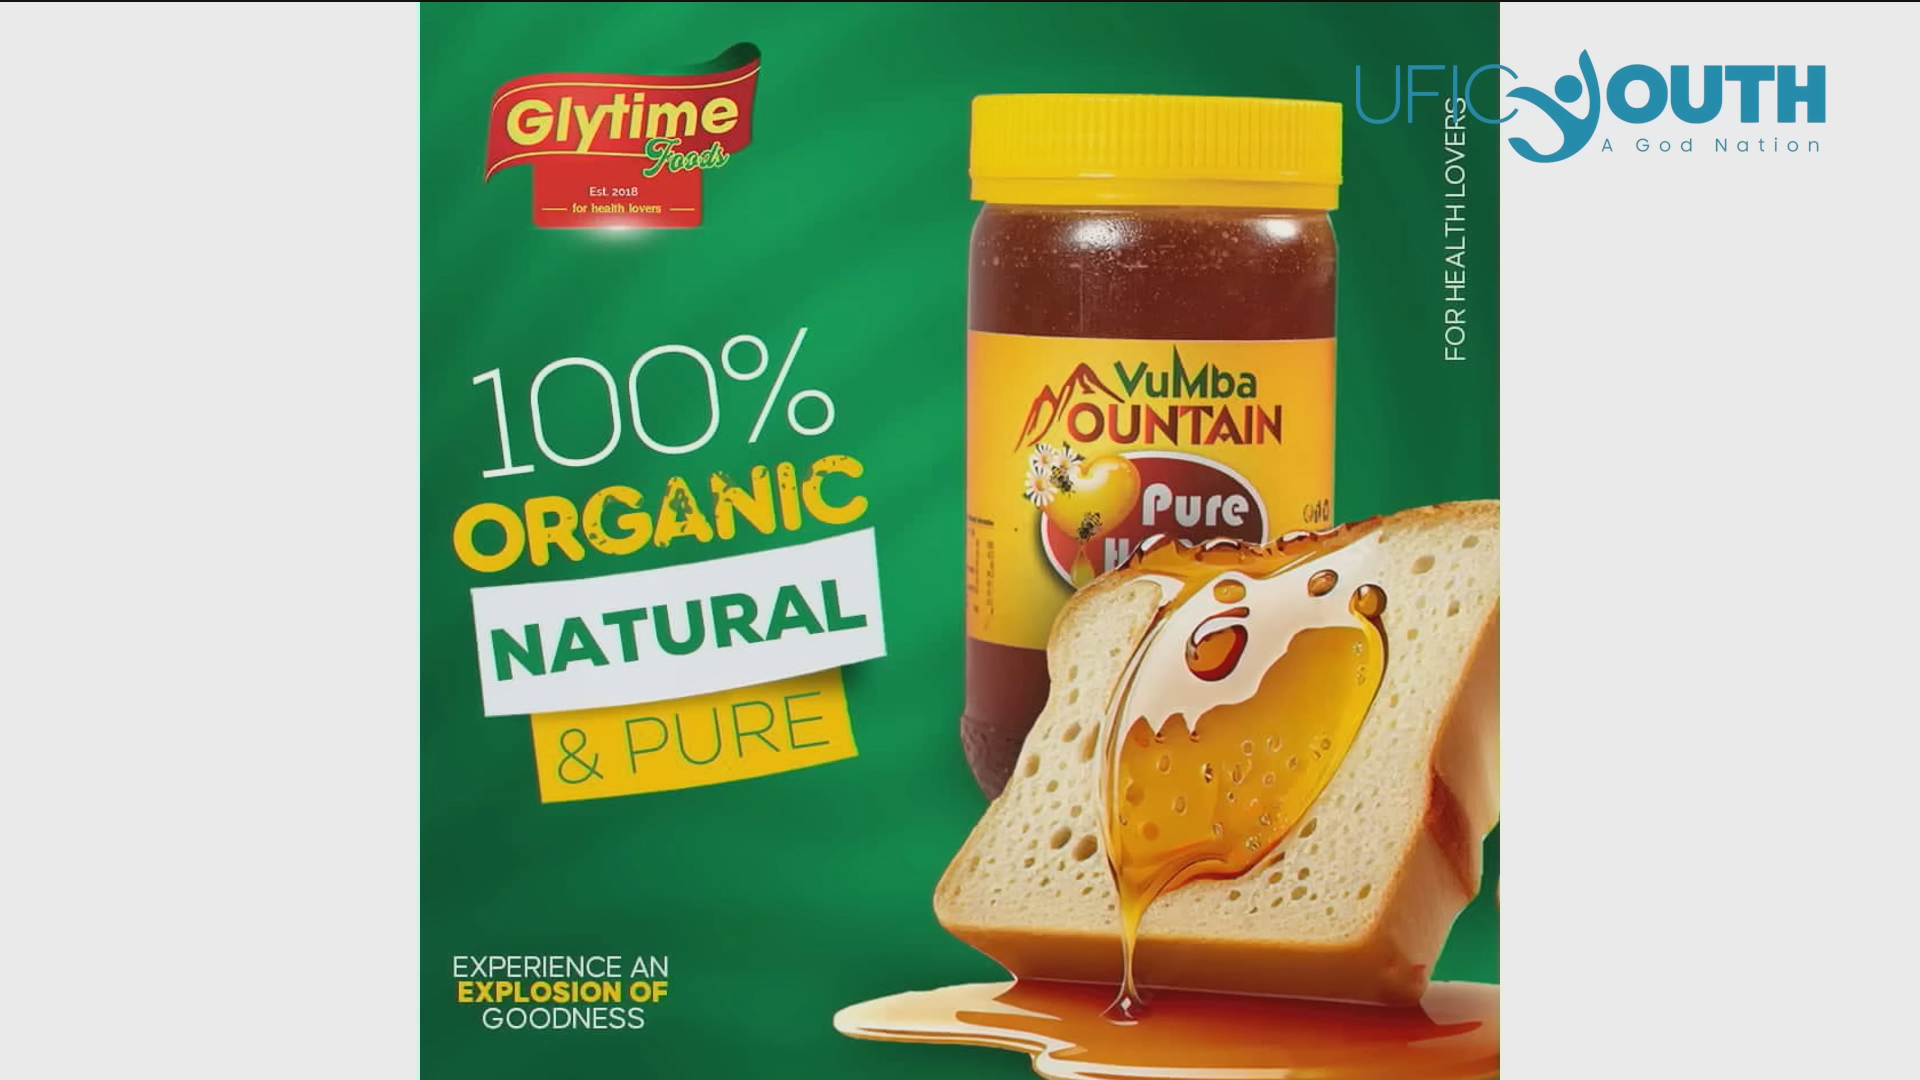 Glytime
Foods
Est. 2018
for health lovers
UFIC YOUTH
A God Nation
FOR HEALTH LOVERS
100%
ORGANIC
NATURAL
& PURE
VuMba
MOUNTAIN
Pure
EXPERIENCE AN
EXPLOSION OF
GOODNESS